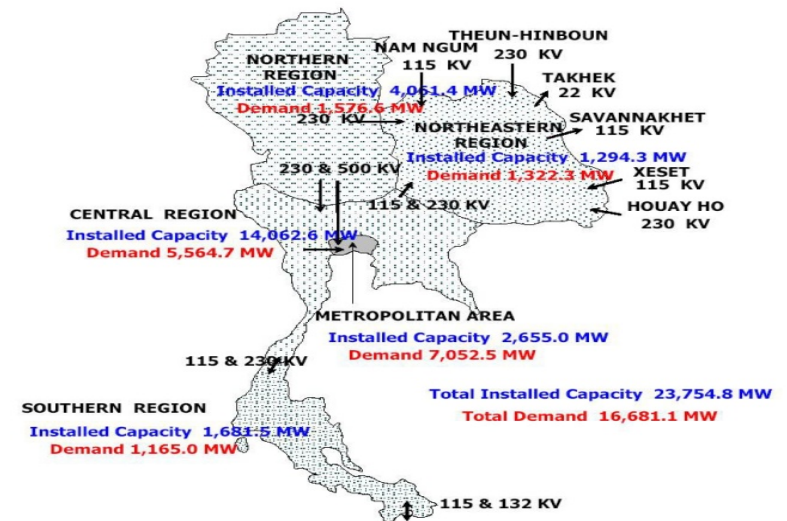 THEUN-HINBOUN
230 KV
NAM NGUM
115 KV
NORTHERN
REGION
Installed Capacity 4,061.4 MW
Demand 1,576.6 MW
230 KV
TAKHEK
22 KV
SAVANNAKHET
115 KV
NORTHEASTERN
REGION
Installed Capacity 1,294.3 MW
Demand 1,322.3 MW
XESET
115 KV
HOUAY HO
230 KV
230 & 500 KV
115 & 230 KV
CENTRAL REGION
Installed Capacity 14,062.6 MW
Demand 5,564.7 MW
METROPOLITAN AREA
Installed Capacity 2,655.0 MW
Demand 7,052.5 MW
115 & 230 KV
Total Installed Capacity 23,754.8 MW
Total Demand 16,681.1 MW
SOUTHERN REGION
Installed Capacity 1,681.5 MW
Demand 1,165.0 MW
115 & 132 KV